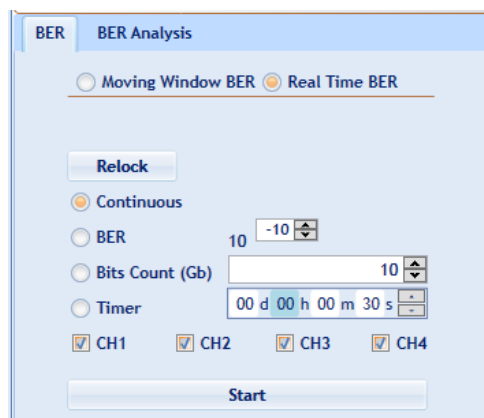 BER BER Analysis
Moving Window BER Real Time BER
Relock
Continuous
BER 10 -10
Bits Count (Gb) 10
Timer 00 d 00 h 00 m 30 s
CH1 CH2 CH3 CH4
Start